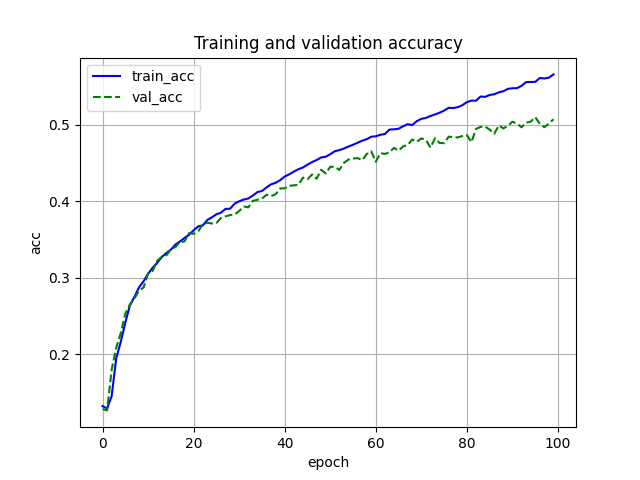 Training and validation accuracy
train_acc
val_acc
acc
0.5
0.4
0.3
0.2
0 20 40 60 80 100
epoch